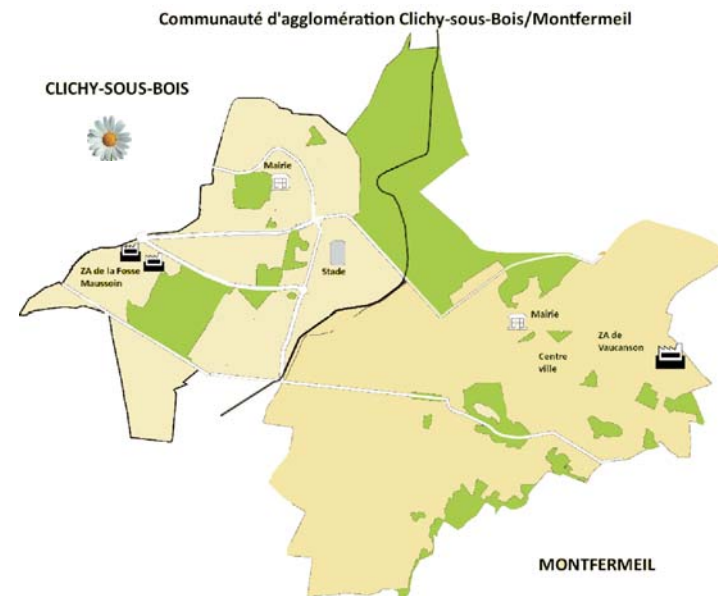 Communauté d'agglomération Clichy-sous-Bois/Montfermeil
CLICHY-SOUS-BOIS
Mairie
ZA de la Fosse
Maussoin
Stade
Mairie
ZA de
Vaucanson
Centre
ville
MONTFERMEIL